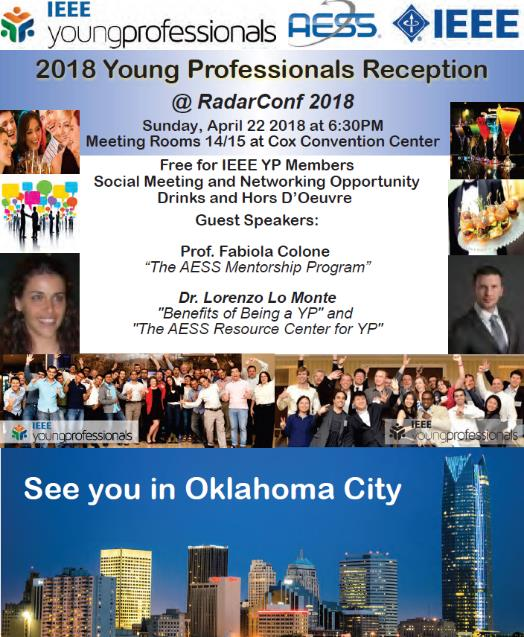 IEEE
youngprofessionals
AESS
IEEE
2018 Young Professionals Reception
@ RadarConf 2018
Sunday, April 22 2018 at 6:30PM
Meeting Rooms 14/15 at Cox Convention Center
Free for IEEE YP Members
Social Meeting and Networking Opportunity
Drinks and Hors D’Oeuvre
Guest Speakers:
Prof. Fabiola Colone
“The AESS Mentorship Program”
Dr. Lorenzo Lo Monte
"Benefits of Being a YP" and
"The AESS Resource Center for YP"
IEEE
youngprofessionals
IEEE
youngprofessionals
See you in Oklahoma City